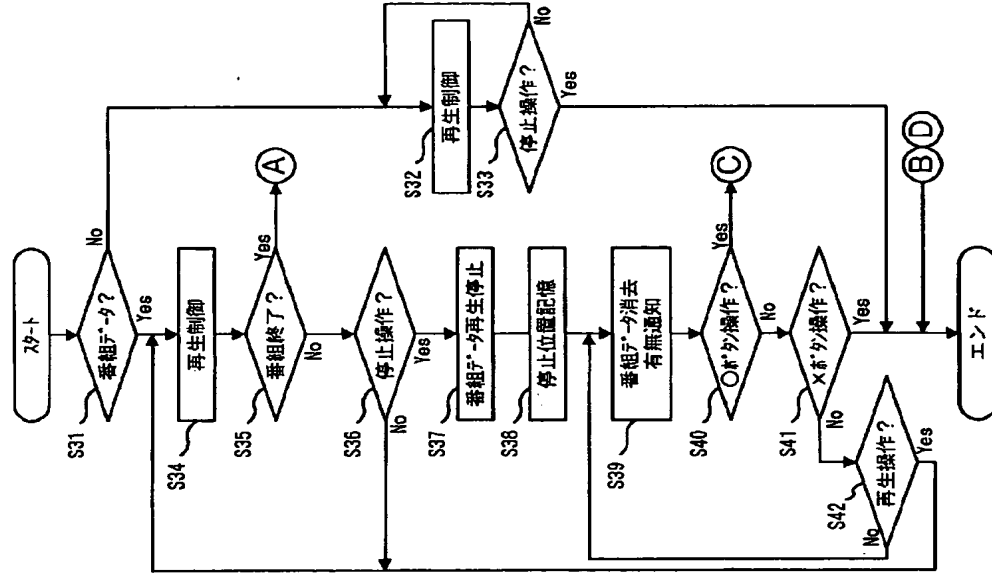 スタート
S31
番組ﾃﾞｰﾀ?
No
Yes
S34
再生制御
S32
再生制御
S35
番組終了?
Yes
A
No
S33
停止操作?
No
Yes
S36
停止操作?
No
Yes
S37
番組ﾃﾞｰﾀ再生停止
S38
停止位置記憶
S39
番組データ消去
有無通知
S40
○ﾎﾞﾀﾝ操作?
Yes
C
No
S41
×ﾎﾞﾀﾝ操作?
No
Yes
S42
再生操作?
No
Yes
B
D
エンド